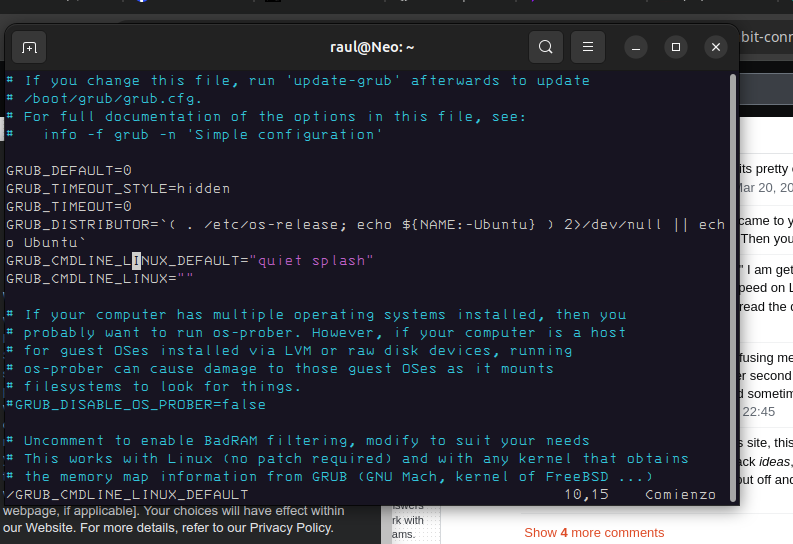 bit-conn
raul@Neo: ~
# If you change this file, run 'update-grub' afterwards to update
# /boot/grub/grub.cfg.
# For full documentation of the options in this file, see:
#   info -f grub -n 'Simple configuration'
GRUB_DEFAULT=0
GRUB_TIMEOUT_STYLE=hidden
GRUB_TIMEOUT=0
GRUB_DISTRIBUTOR=`( . /etc/os-release; echo ${NAME:-Ubuntu} ) 2>/dev/null || ech
o Ubuntu`
GRUB_CMDLINE_LINUX_DEFAULT="quiet splash"
GRUB_CMDLINE_LINUX=""
# If your computer has multiple operating systems installed, then you
# probably want to run os-prober. However, if your computer is a host
# for guest OSes installed via LVM or raw disk devices, running
# os-prober can cause damage to those guest OSes as it mounts
# filesystems to look for things.
#GRUB_DISABLE_OS_PROBER=false
# Uncomment to enable BadRAM filtering, modify to suit your needs
# This works with Linux (no patch required) and with any kernel that obtains
# the memory map information from GRUB (GNU Mach, kernel of FreeBSD ...)
/GRUB_CMDLINE_LINUX_DEFAULT 10,15 Comienzo
its pretty
Mar 20, 20
came to y
Then you
" I am get
peed on L
read the
fusing me
er second
d sometim
22:45
s site, this
ack ideas,
out off and
webpage, if applicable]. Your choices will have effect within
our Website. For more details, refer to our Privacy Policy.
swers
rk with
ams.
Show 4 more comments